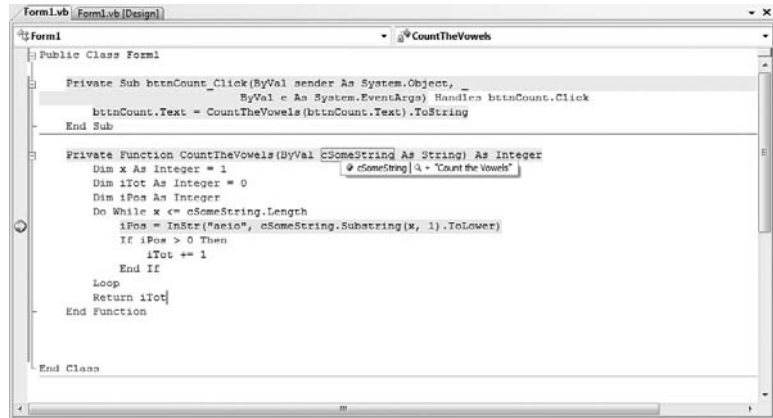 Form1.vb Form1.vb [Design]
Form1 CountTheVowels
Public Class Form1
Private Sub bttnCount_Click(ByVal sender As System.Object, _
ByVal e As System.EventArgs) Handles bttnCount.Click
bttnCount.Text = CountTheVowels(bttnCount.Text).ToString
End Sub
Private Function CountTheVowels(ByVal cSomeString As String) As Integer
Dim x As Integer = 1
cSomeString "Count the Vowels"
Dim iTot As Integer = 0
Dim iPos As Integer
Do While x <= cSomeString.Length
iPos = InStr("aeio", cSomeString.Substring(x, 1).ToLower)
If iPos > 0 Then
iTot += 1
End If
Loop
Return iTot
End Function
End Class